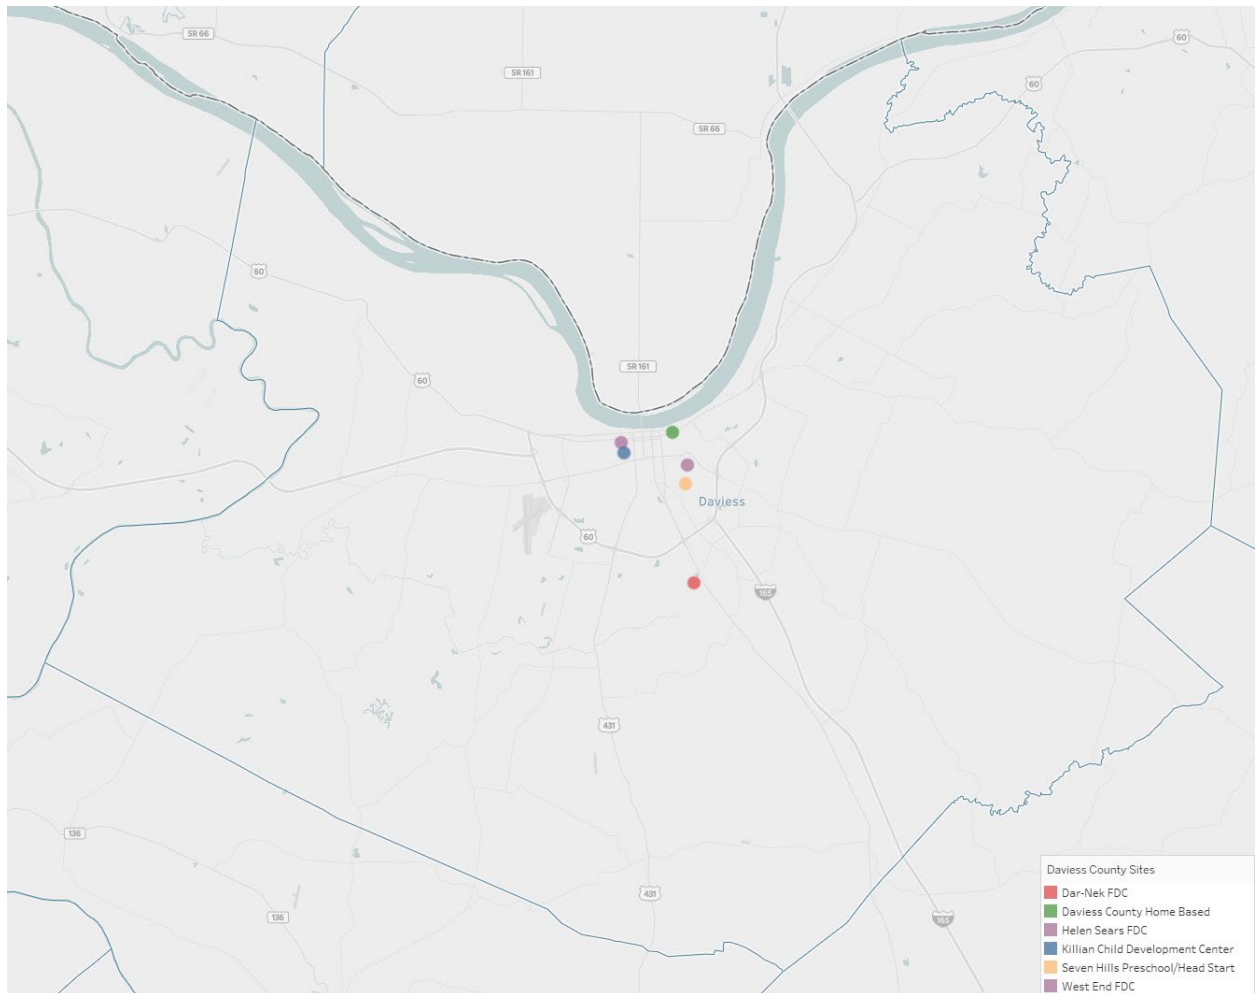 SR 66
60
SR 161
60
SR 66
60
SR 161
60
Daviess
60
165
431
136
431
136
165
Daviess County Sites
Dar-Nek FDC
Daviess County Home Based
Helen Sears FDC
Killian Child Development Center
Seven Hills Preschool/Head Start
West End FDC